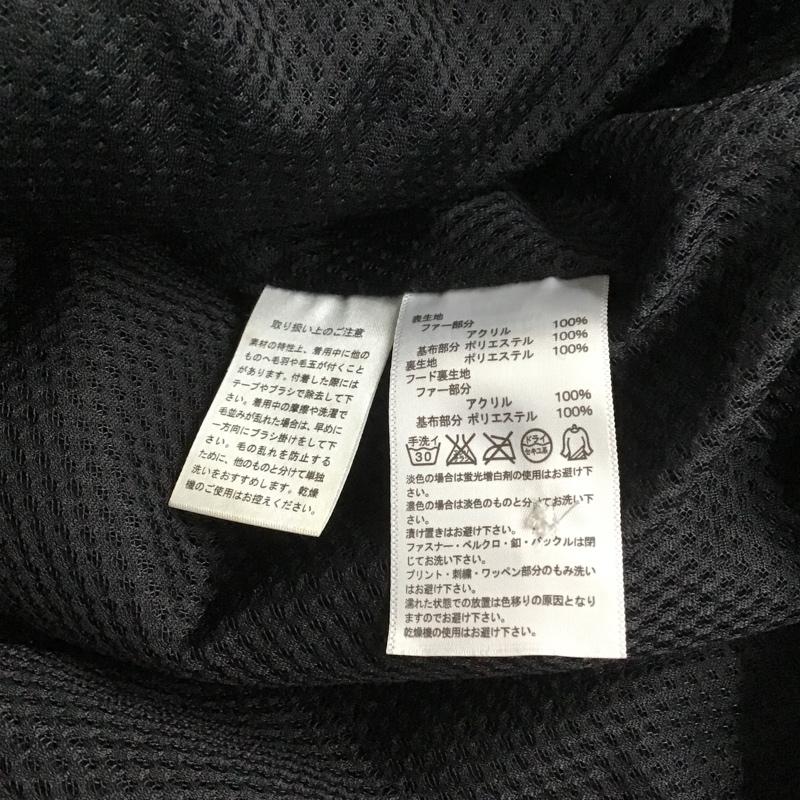 取り扱い上のご注意
素材の特性上、着用中に他の
ものへ毛羽や毛玉が付くこと
があります。付着した際には
テープやブラシで除去して下
さい。着用中の摩擦や洗濯で
毛並みが乱れた場合は、早めに
一方向にブラシ掛けをして下
さい。毛の乱れを防止する
ために、他のものと分けて単独
洗いをおすすめします。乾燥
機のご使用はお控えください。
表生地
ファー部分
アクリル 100%
基布部分 ポリエステル 100%
裏生地 ポリエステル 100%
フード裏生地
ファー部分
アクリル 100%
基布部分 ポリエステル 100%
手洗イ 30 ドライ セキユ系
淡色の場合は蛍光増白剤の使用はお避け下
さい。
濃色の場合は淡色のものと分けてお洗い下
さい。
漬け置きはお避け下さい。
ファスナー・ベルクロ・釦・バックルは閉
じてお洗い下さい。
プリント・刺繍・ワッペン部分のもみ洗い
はお避け下さい。
濡れた状態での放置は色移りの原因となり
ますのでお避け下さい。
乾燥機の使用はお避け下さい。